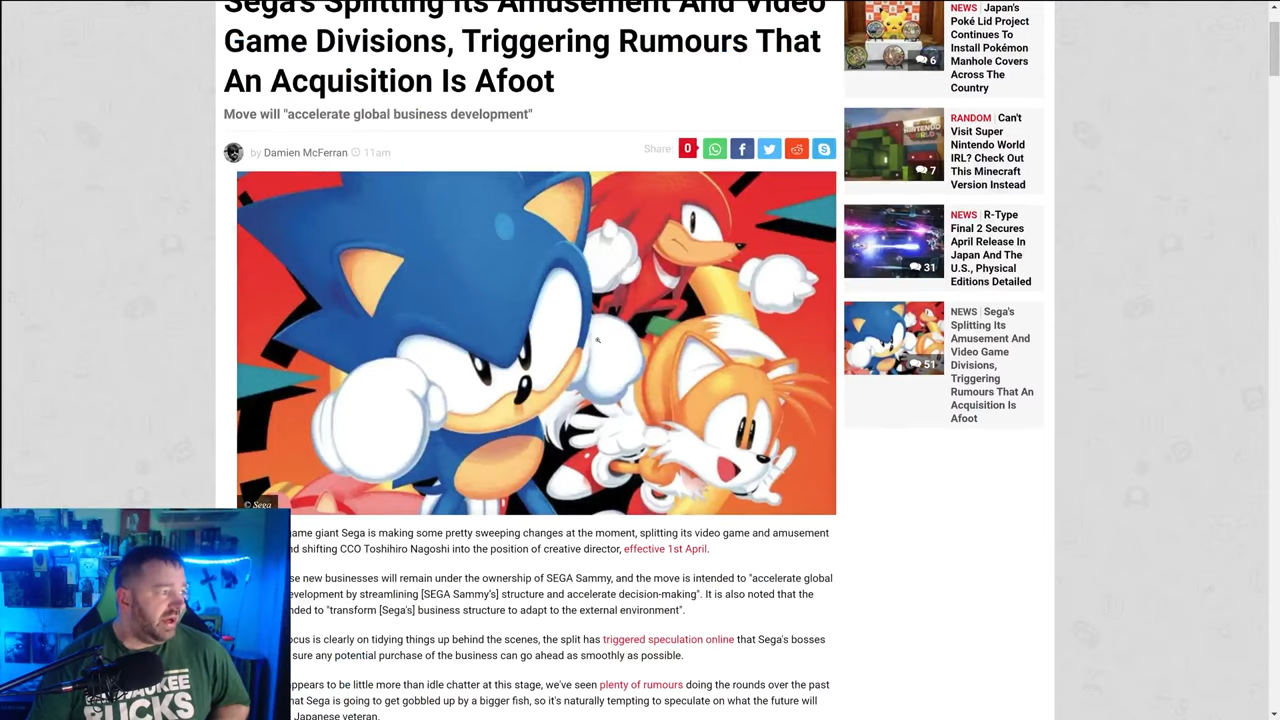 Sega's Splitting Its Amusement And Video
Game Divisions, Triggering Rumours That
An Acquisition Is Afoot
Move will "accelerate global business development"
by Damien McFerran 11am
Share: 0
© Sega
game giant Sega is making some pretty sweeping changes at the moment, splitting its video game and amusement
shifting CCO Toshihiro Nagoshi into the position of creative director, effective 1st April.
new businesses will remain under the ownership of SEGA Sammy, and the move is intended to "accelerate global
by streamlining [SEGA Sammy's] structure and accelerate decision-making". It is also noted that the
to "transform [Sega's] business structure to adapt to the external environment".
is clearly on tidying things up behind the scenes, the split has triggered speculation online that Sega's bosses
sure any potential purchase of the business can go ahead as smoothly as possible.
to be little more than idle chatter at this stage, we've seen plenty of rumours doing the rounds over the past
Sega is going to get gobbled up by a bigger fish, so it's naturally tempting to speculate on what the future will
Japanese veteran.
NEWS | Japan's
Poké Lid Project
Continues To
Install Pokémon
Manhole Covers
Across The
Country
6
RANDOM | Can't
Visit Super
Nintendo World
IRL? Check Out
This Minecraft
Version Instead
7
NEWS | R-Type
Final 2 Secures
April Release In
Japan And The
U.S., Physical
Editions Detailed
31
NEWS | Sega's
Splitting Its
Amusement And
Video Game
Divisions,
Triggering
Rumours That An
Acquisition Is
Afoot
51